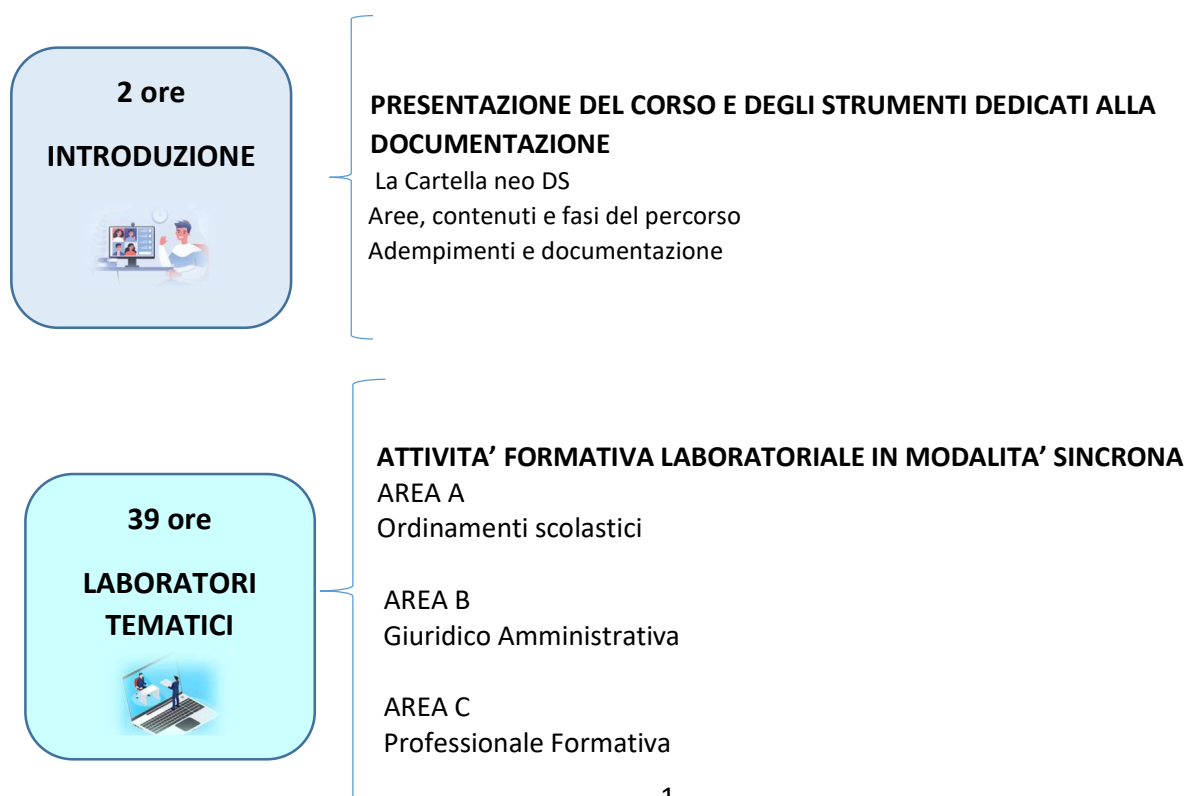 2 ore
INTRODUZIONE
PRESENTAZIONE DEL CORSO E DEGLI STRUMENTI DEDICATI ALLA
DOCUMENTAZIONE
La Cartella neo DS
Aree, contenuti e fasi del percorso
Adempimenti e documentazione
39 ore
LABORATORI
TEMATICI
ATTIVITA’ FORMATIVA LABORATORIALE IN MODALITA’ SINCRONA
AREA A
Ordinamenti scolastici
AREA B
Giuridico Amministrativa
AREA C
Professionale Formativa
1